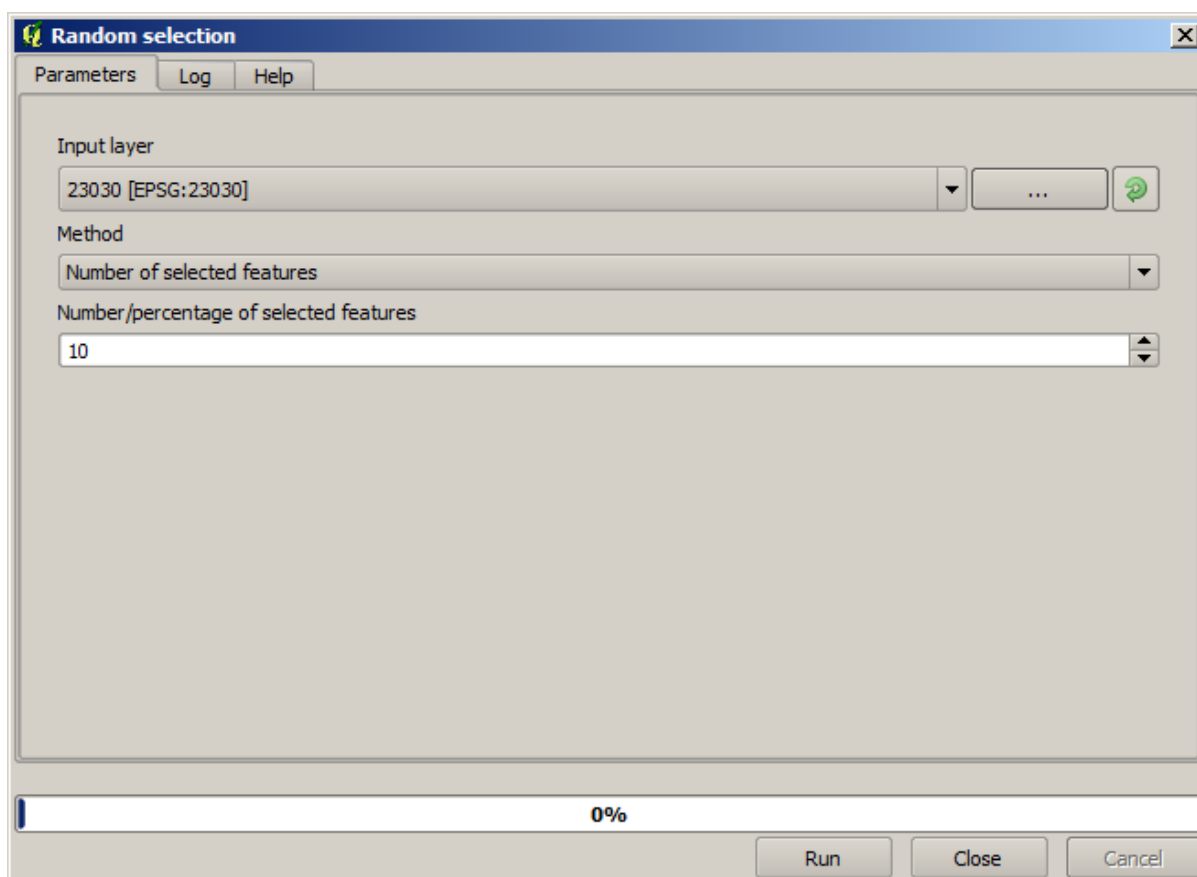 Random selection
Parameters Log Help
Input layer
23030 [EPSG:23030]
...
Method
Number of selected features
Number/percentage of selected features
10
0%
Run Close Cancel